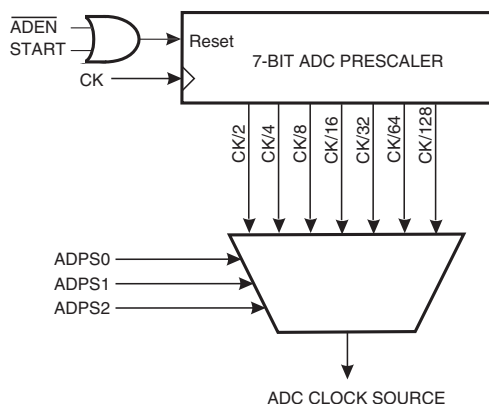 ADEN
START
Reset
7-BIT ADC PRESCALER
CK
CK/2
CK/4
CK/8
CK/16
CK/32
CK/64
CK/128
ADPS0
ADPS1
ADPS2
ADC CLOCK SOURCE